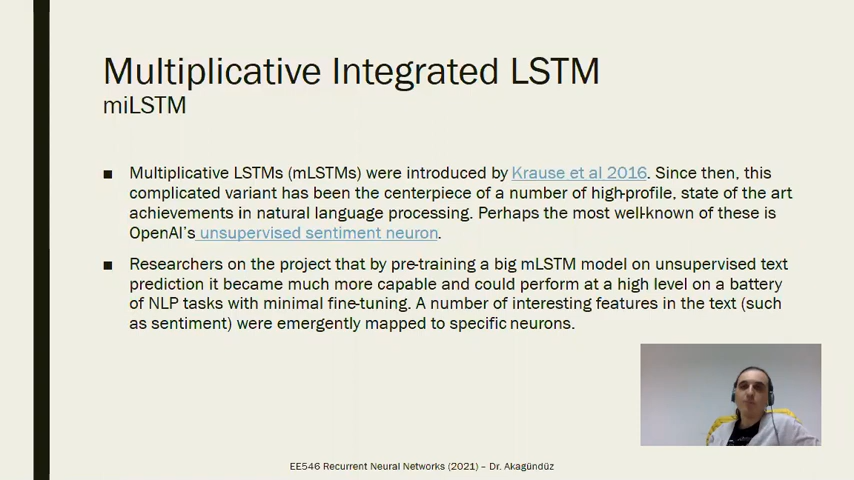 Multiplicative Integrated LSTM
miLSTM
■ Multiplicative LSTMs (mLSTMs) were introduced by Krause et al 2016. Since then, this
complicated variant has been the centerpiece of a number of high-profile, state of the art
achievements in natural language processing. Perhaps the most well-known of these is
OpenAI's unsupervised sentiment neuron.
■ Researchers on the project that by pre-training a big mLSTM model on unsupervised text
prediction it became much more capable and could perform at a high level on a battery
of NLP tasks with minimal fine-tuning. A number of interesting features in the text (such
as sentiment) were emergently mapped to specific neurons.
EE546 Recurrent Neural Networks (2021) – Dr. Akagündüz